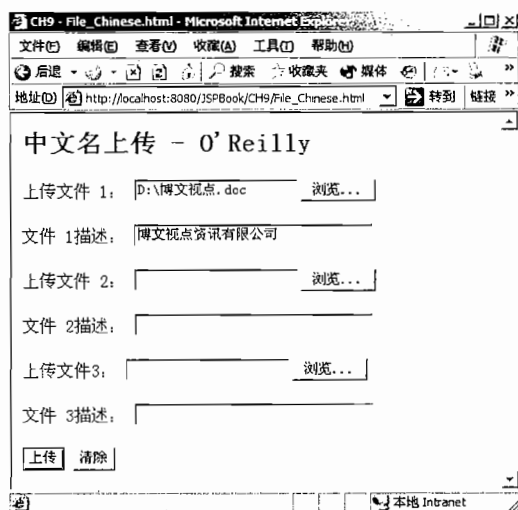 CH9 - File_Chinese.html - Microsoft Internet Explorer
文件(F) 编辑(E) 查看(V) 收藏(A) 工具(T) 帮助(H)
后退 搜索 收藏夹 媒体
地址(D) http://localhost:8080/JSPBook/CH9/File_Chinese.html 转到 链接 »
中文名上传 - O'Reilly
上传文件 1: D:\博文视点.doc 浏览...
文件 1描述: 博文视点资讯有限公司
上传文件 2: 浏览...
文件 2描述:
上传文件3: 浏览...
文件 3描述:
上传 清除
本地 Intranet